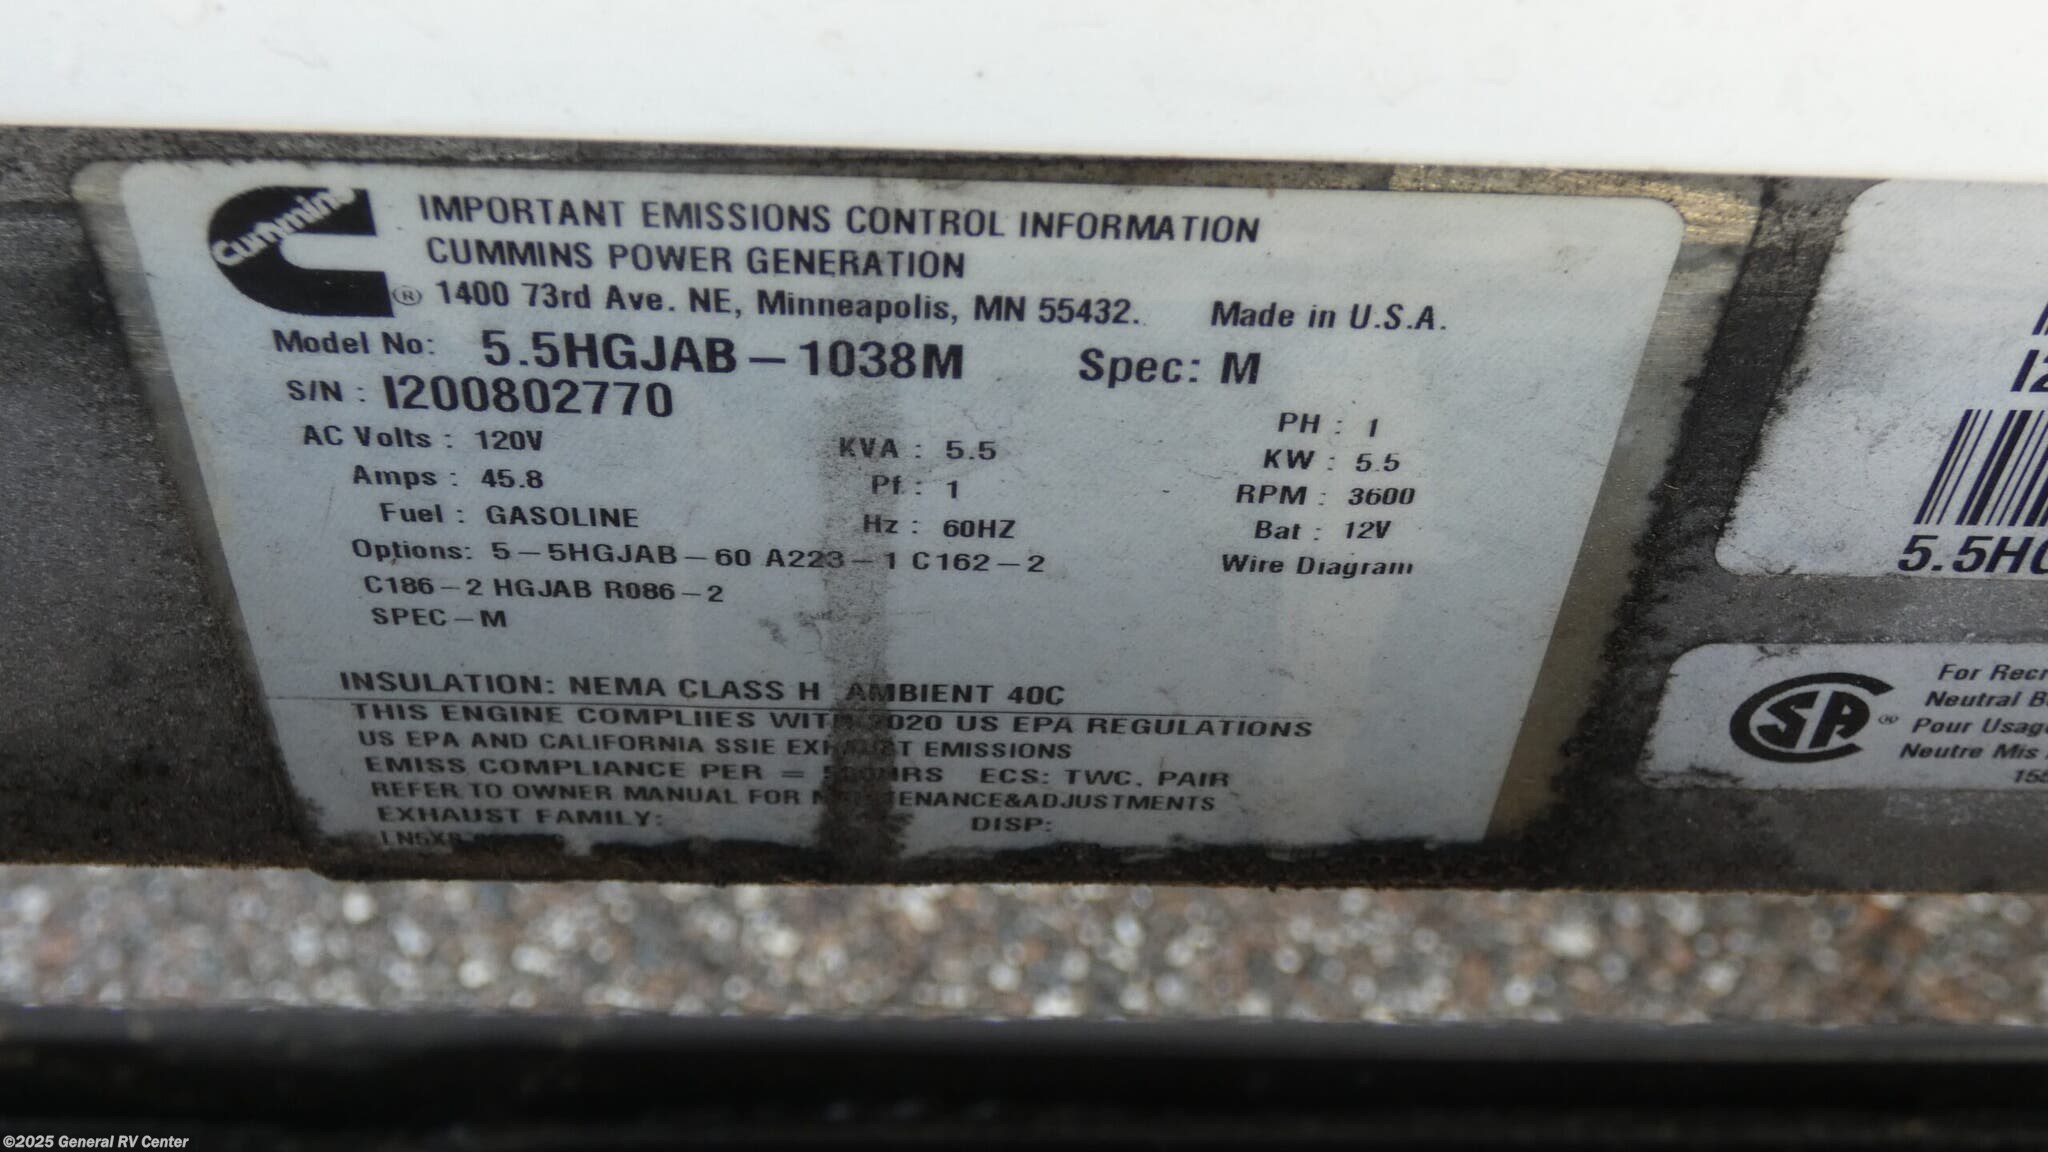 Cummins
IMPORTANT EMISSIONS CONTROL INFORMATION
CUMMINS POWER GENERATION
® 1400 73rd Ave. NE, Minneapolis, MN 55432. Made in U.S.A.
Model No: 5.5HGJAB-1038M Spec: M
S/N : I200802770
AC Volts : 120V KVA : 5.5 PH : 1
Amps : 45.8 Pf : 1 KW : 5.5
Fuel : GASOLINE Hz : 60HZ RPM : 3600
Bat : 12V
Options: 5-5HGJAB-60 A223-1 C162-2 Wire Diagram
C186-2 HGJAB R086-2
SPEC-M
INSULATION: NEMA CLASS H AMBIENT 40C
THIS ENGINE COMPLIIES WITH 2020 US EPA REGULATIONS
US EPA AND CALIFORNIA SSIE EXHAUST EMISSIONS
EMISS COMPLIANCE PER = HRS ECS: TWC, PAIR
REFER TO OWNER MANUAL FOR MAINTENANCE&ADJUSTMENTS
EXHAUST FAMILY: DISP:
5.5HG
CSA ®
For Recr
Neutral B
Pour Usag
Neutre Mis
155
©2025 General RV Center